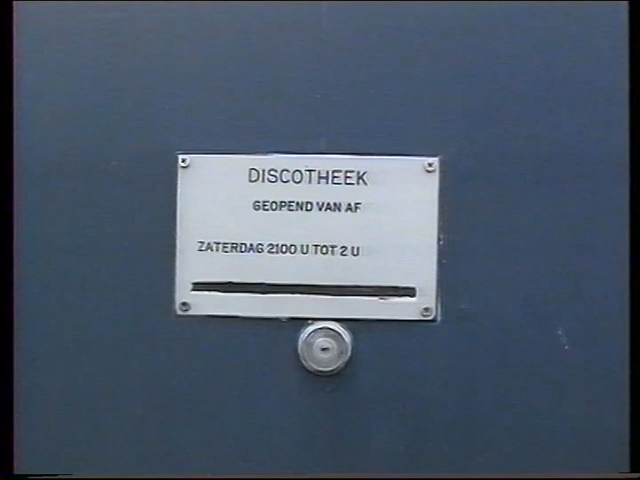 DISCOTHEEK
GEOPEND VAN AF
ZATERDAG 2100 U TOT 2 U